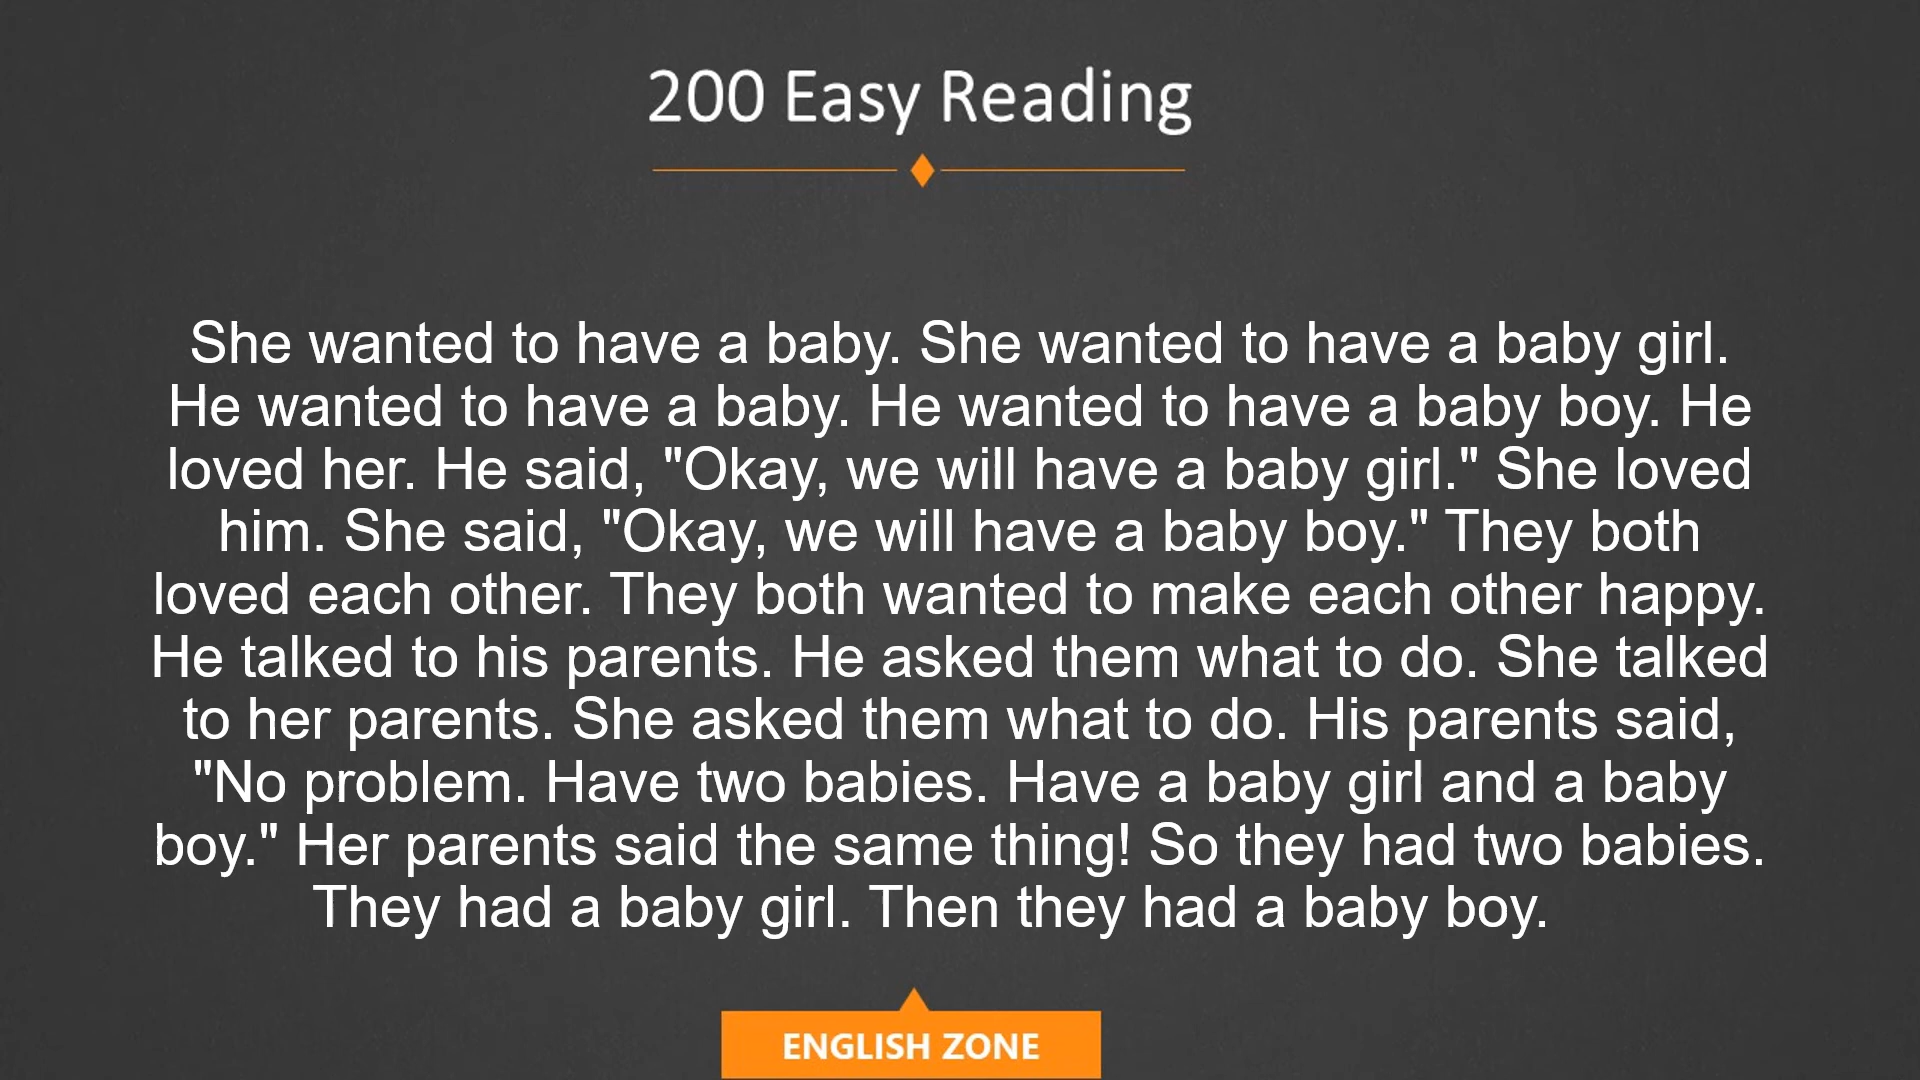 200 Easy Reading
She wanted to have a baby. She wanted to have a baby girl.
He wanted to have a baby. He wanted to have a baby boy. He
loved her. He said, "Okay, we will have a baby girl." She loved
him. She said, "Okay, we will have a baby boy." They both
loved each other. They both wanted to make each other happy.
He talked to his parents. He asked them what to do. She talked
to her parents. She asked them what to do. His parents said,
"No problem. Have two babies. Have a baby girl and a baby
boy." Her parents said the same thing! So they had two babies.
They had a baby girl. Then they had a baby boy.
ENGLISH ZONE